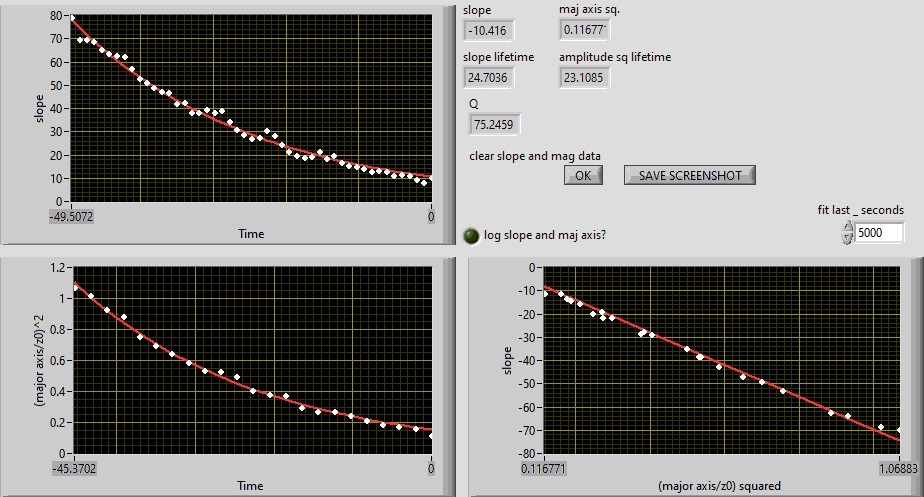 80
70
60
50
40
30
20
10
0
slope
-49.5072
0
Time
slope
maj axis sq.
-10.416
0.11677
slope lifetime
amplitude sq lifetime
24.7036
23.1085
Q
75.2459
clear slope and mag data
OK
SAVE SCREENSHOT
fit last _ seconds
5000
log slope and maj axis?
1.2
1
0.8
0.6
0.4
0.2
0
(major axis/z0)^2
-45.3702
0
Time
0
-10
-20
-30
-40
-50
-60
-70
-80
slope
0.116771
1.06883
(major axis/z0) squared